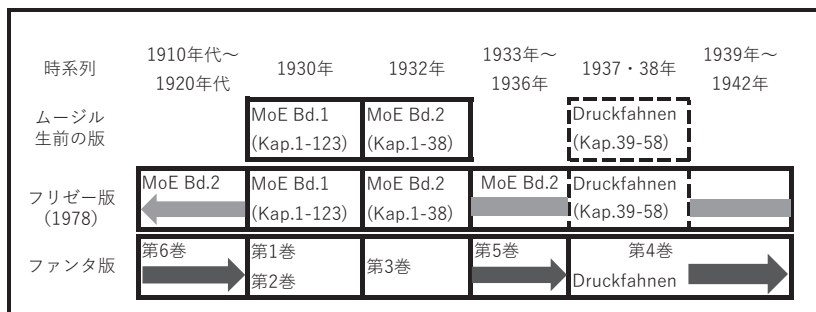 時系列
1910年代～
1920年代
1930年
1932年
1933年～
1936年
1937・38年
1939年～
1942年
ムージル
生前の版
MoE Bd.1
(Kap.1-123)
MoE Bd.2
(Kap.1-38)
Druckfahnen
(Kap.39-58)
フリゼー版
(1978)
MoE Bd.2
MoE Bd.1
(Kap.1-123)
MoE Bd.2
(Kap.1-38)
MoE Bd.2
Druckfahnen
(Kap.39-58)
ファンタ版
第6巻
第1巻
第2巻
第3巻
第5巻
第4巻
Druckfahnen